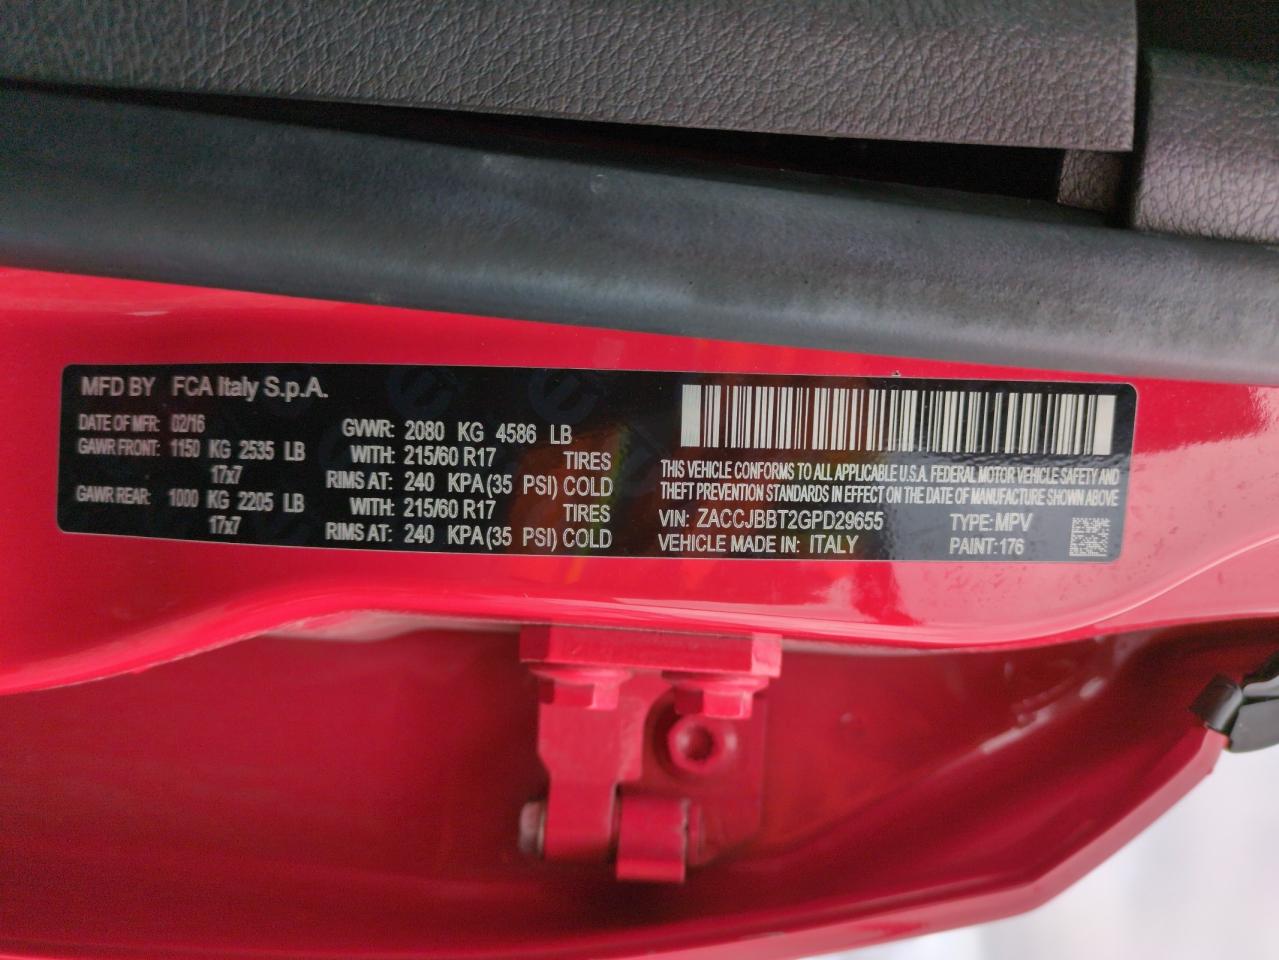 MFD BY FCA Italy S.p.A.
DATE OF MFR: 02/16
GAWR FRONT: 1150 KG 2535 LB
17x7
GAWR REAR: 1000 KG 2205 LB
17x7
GVWR: 2080 KG 4586 LB
WITH: 215/60 R17 TIRES
RIMS AT: 240 KPA(35 PSI) COLD
WITH: 215/60 R17 TIRES
RIMS AT: 240 KPA(35 PSI) COLD
THIS VEHICLE CONFORMS TO ALL APPLICABLE U.S.A. FEDERAL MOTOR VEHICLE SAFETY AND
THEFT PREVENTION STANDARDS IN EFFECT ON THE DATE OF MANUFACTURE SHOWN ABOVE
VIN: ZACCJBBT2GPD29655 TYPE: MPV
VEHICLE MADE IN: ITALY PAINT: 176